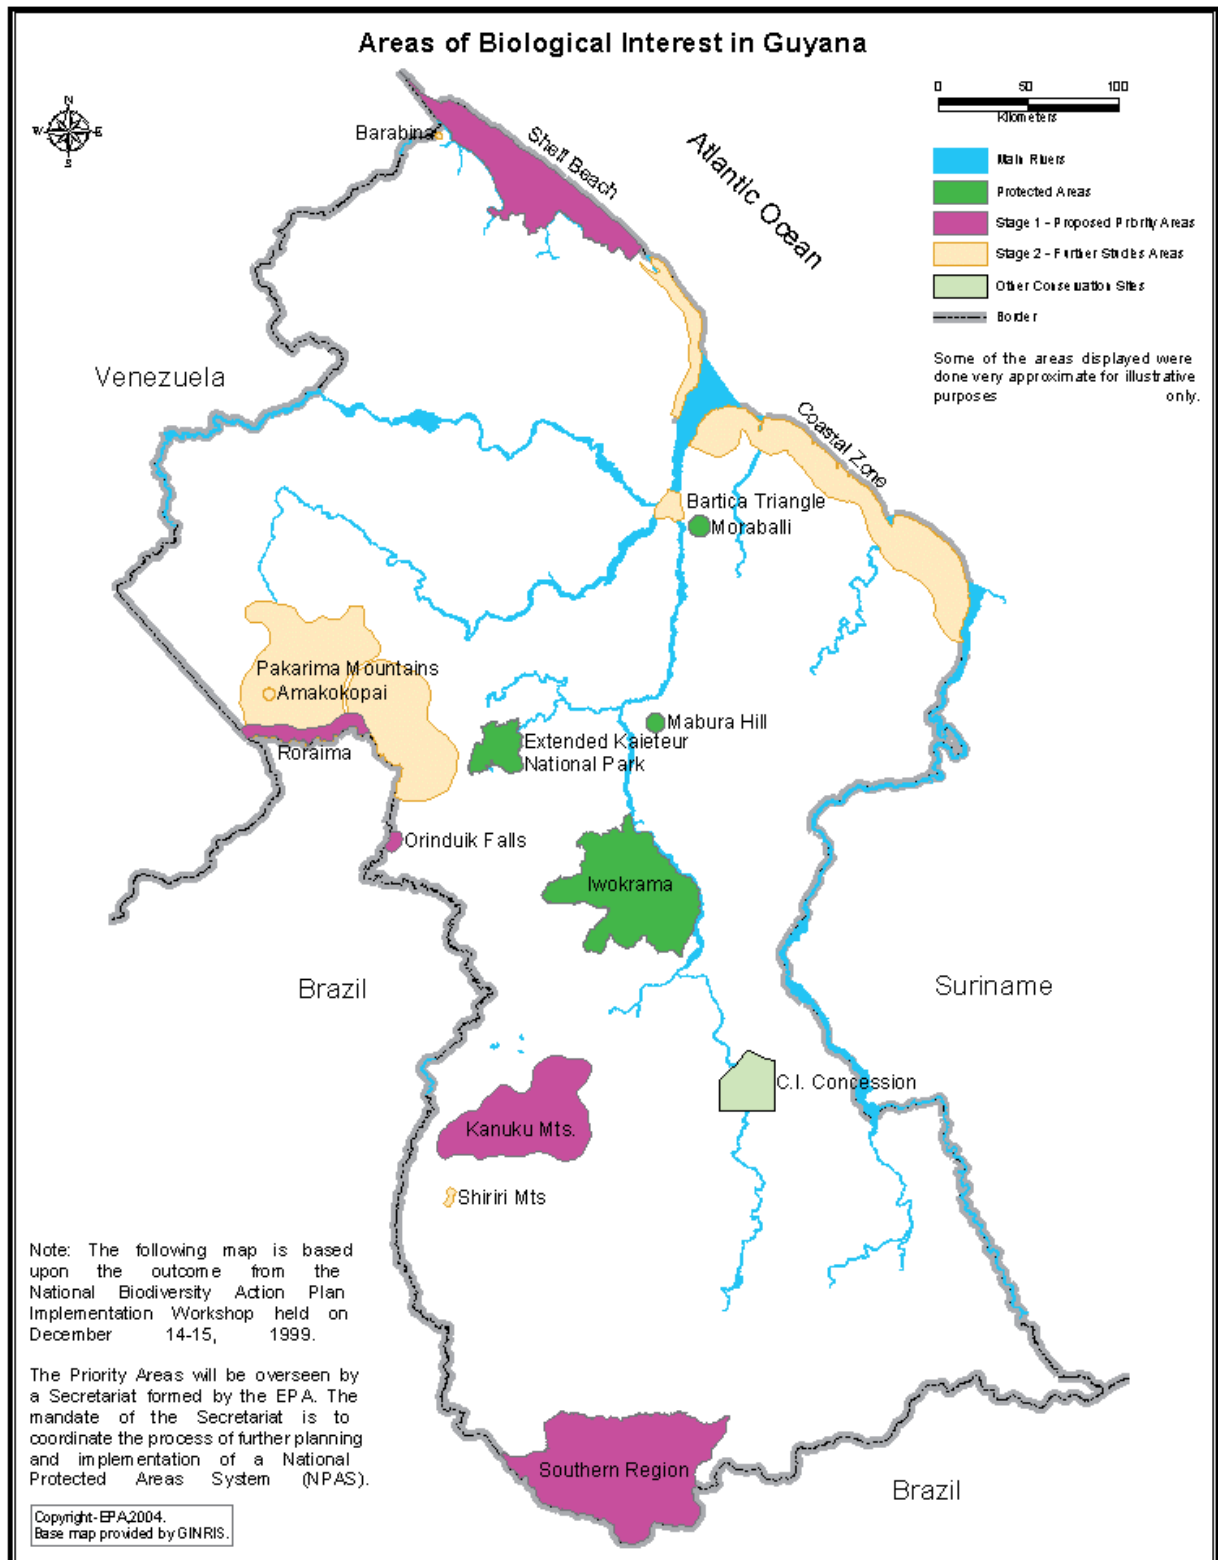 Areas of Biological Interest in Guyana
N
W E
S
0 50 100
Kilometers
Main Rivers
Protected Areas
Stage 1 - Proposed Priority Areas
Stage 2 - Further Studies Areas
Other Conservation Sites
Border
Some of the areas displayed were
done very approximate for illustrative
purposes only.
Barabina
Shell Beach
Atlantic Ocean
Venezuela
Coastal Zone
Bartica Triangle
Moraballi
Pakarima Mountains
Amakokopai
Roraima
Mabura Hill
Extended Kaieteur
National Park
Orinduik Falls
Iwokrama
Brazil
Suriname
C.I. Concession
Kanuku Mts.
Shiriri Mts
Southern Region
Brazil
Note: The following map is based
upon the outcome from the
National Biodiversity Action Plan
Implementation Workshop held on
December 14-15, 1999.
The Priority Areas will be overseen by
a Secretariat formed by the EPA. The
mandate of the Secretariat is to
coordinate the process of further planning
and implementation of a National
Protected Areas System (NPAS).
Copyright-EPA,2004.
Base map provided by GINRIS.